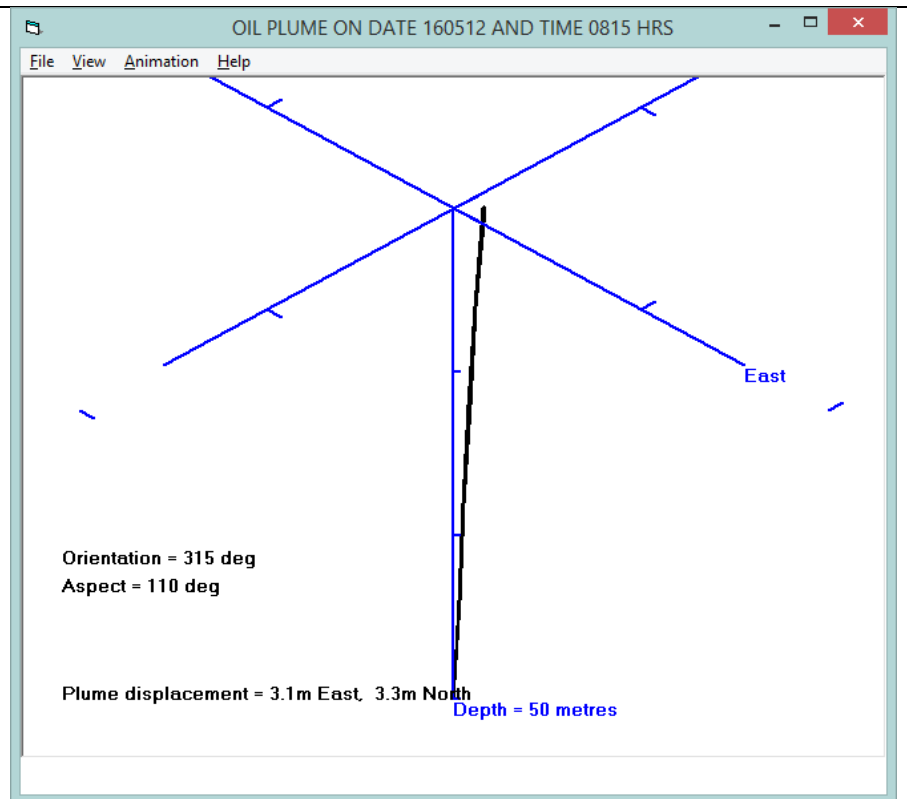 OIL PLUME ON DATE 160512 AND TIME 0815 HRS
File View Animation Help
East
Orientation = 315 deg
Aspect = 110 deg
Plume displacement = 3.1m East, 3.3m North
Depth = 50 metres